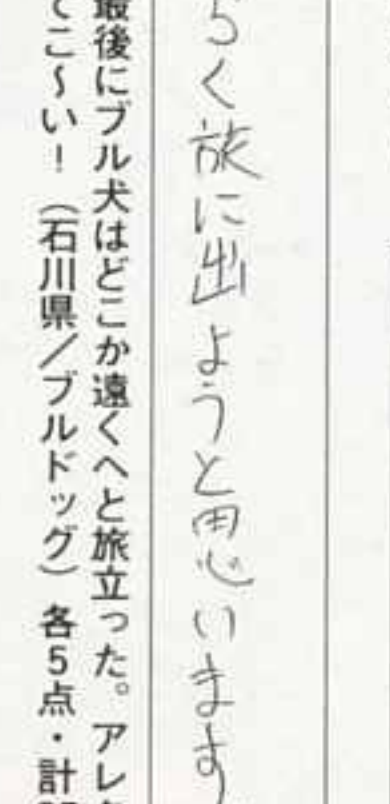 らく旅に出ようと思います
最後にブル犬はどこか遠くへと旅立った。アレ
てこ〜い！（石川県／ブルドッグ）各5点・計